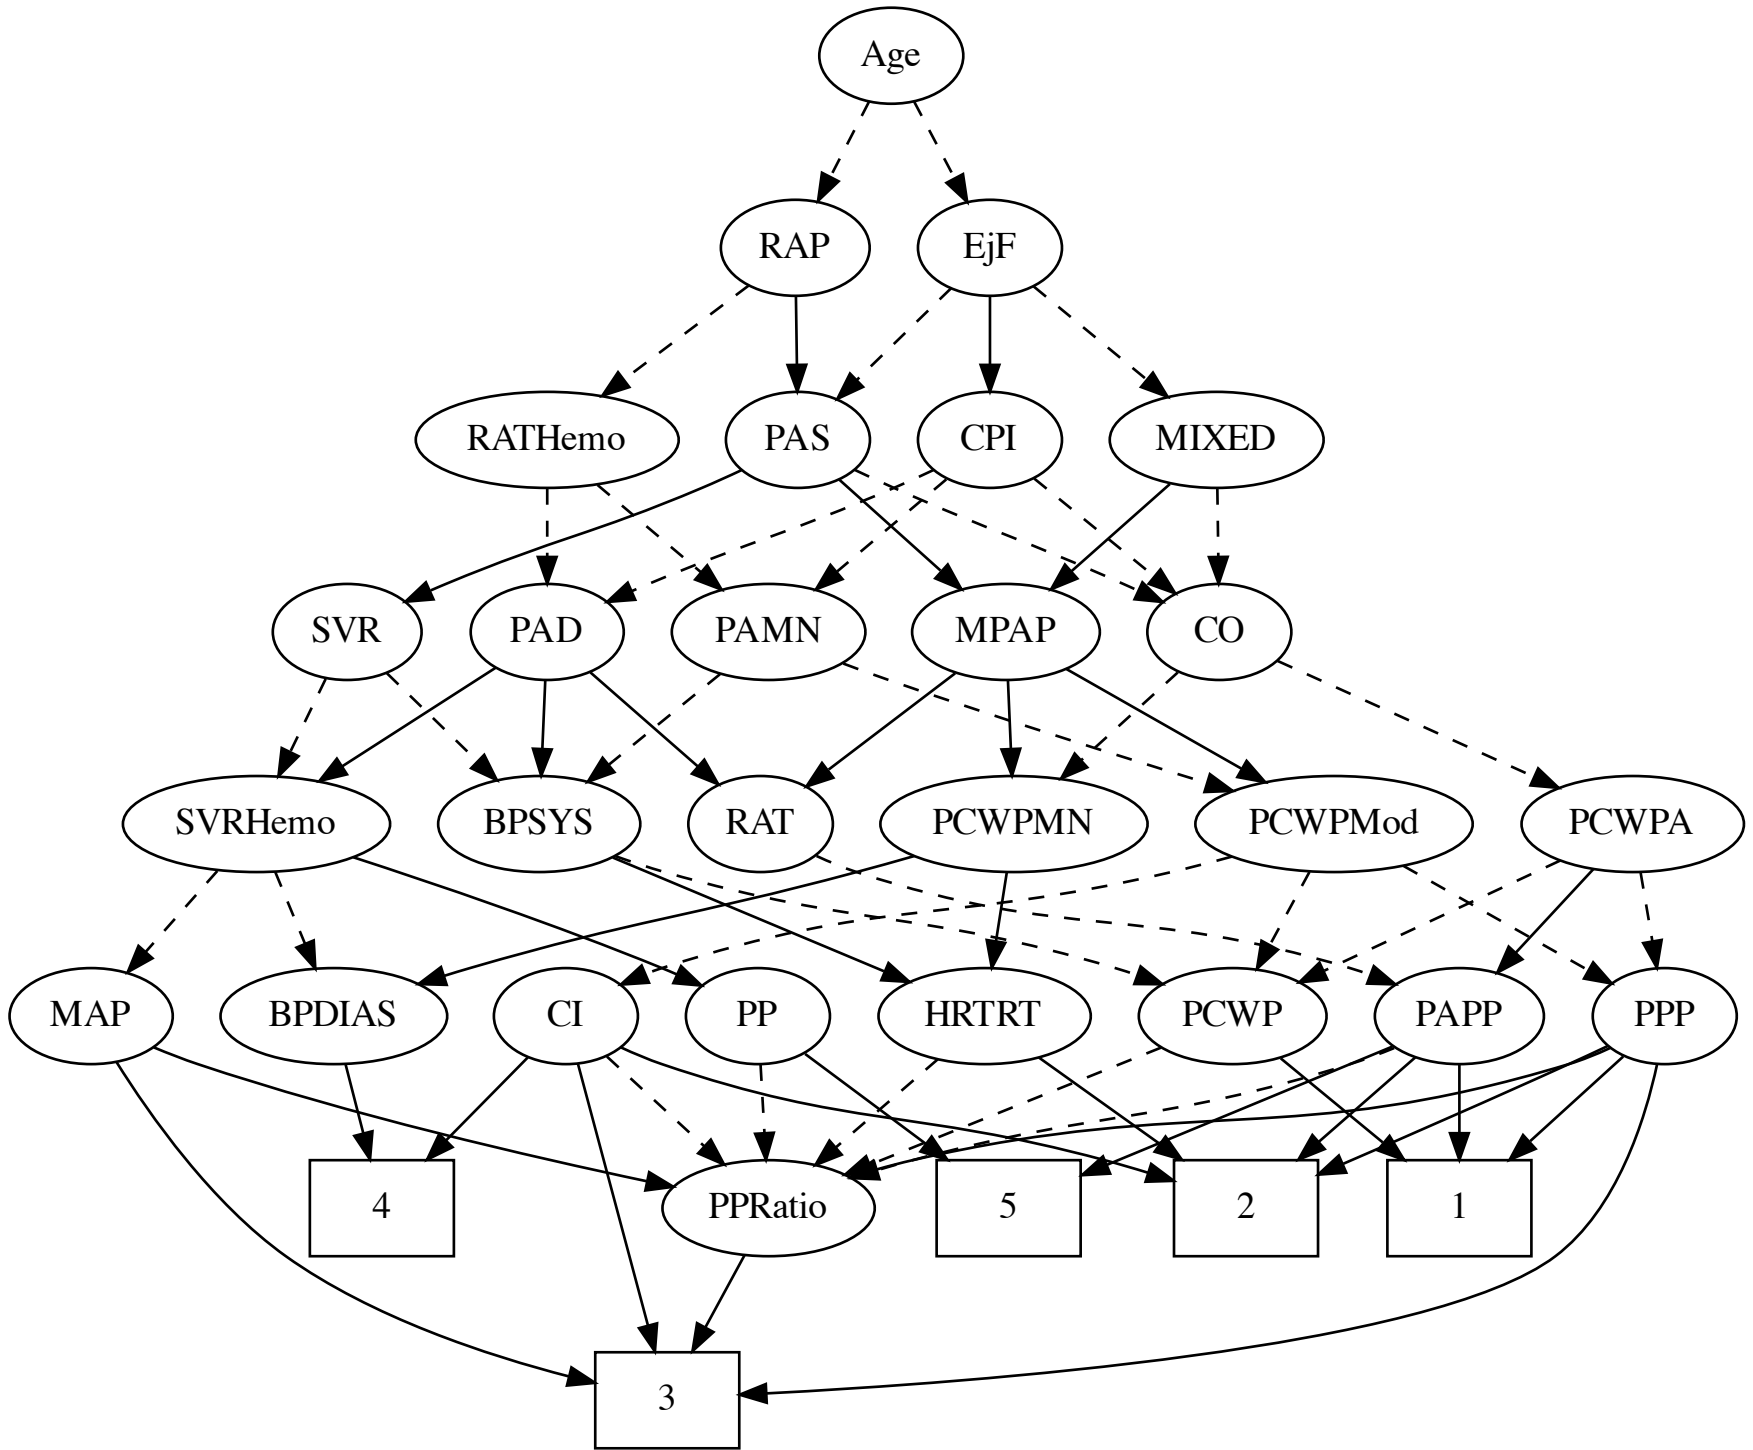 Age
RAP
EjF
RATHemo
PAS
CPI
MIXED
SVR
PAD
PAMN
MPAP
CO
SVRHemo
BPSYS
RAT
PCWPMN
PCWPMod
PCWPA
MAP
BPDIAS
CI
PP
HRTRT
PCWP
PAPP
PPP
4
PPRatio
5
2
1
3